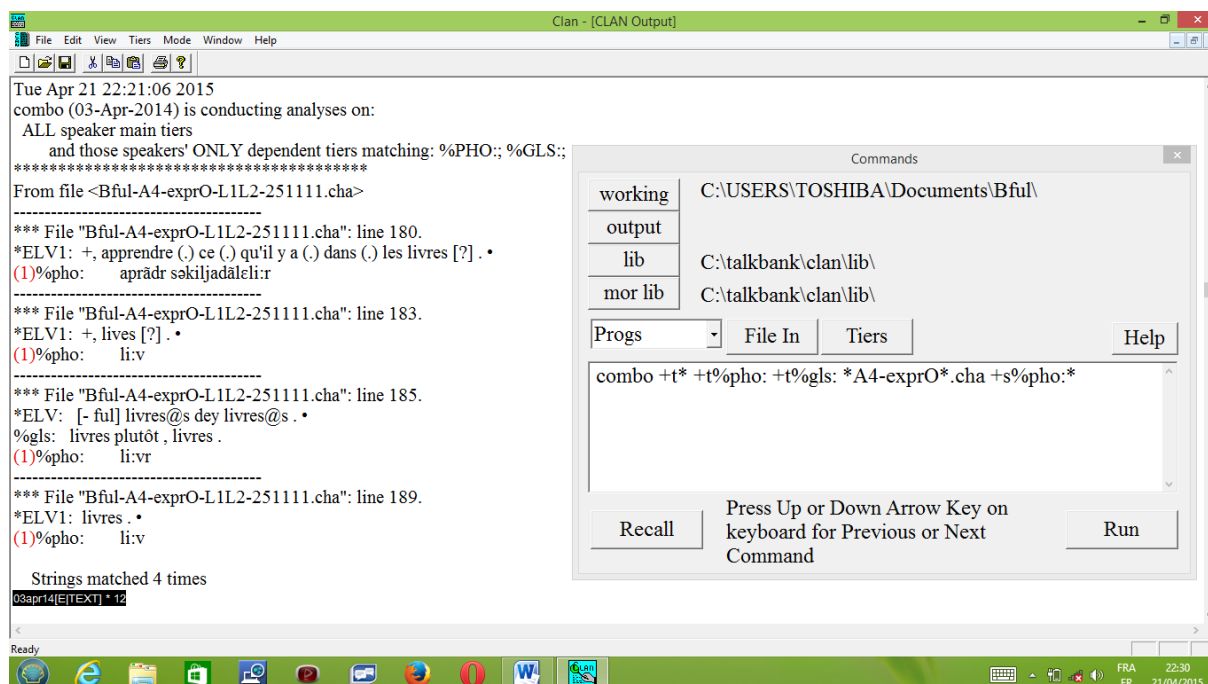 Clan - [CLAN Output]
File Edit View Tiers Mode Window Help
Tue Apr 21 22:21:06 2015
combo (03-Apr-2014) is conducting analyses on:
ALL speaker main tiers
and those speakers' ONLY dependent tiers matching: %PHO:; %GLS:;
****************************************
From file <Bful-A4-exprO-L1L2-251111.cha>
----------------------------------------
*** File "Bful-A4-exprO-L1L2-251111.cha": line 180.
*ELV1: +, apprendre (.) ce (.) qu'il y a (.) dans (.) les livres [?] . •
(1)%pho: aprãdr səkiljadãlɛli:r
----------------------------------------
*** File "Bful-A4-exprO-L1L2-251111.cha": line 183.
*ELV1: +, lives [?] . •
(1)%pho: li:v
----------------------------------------
*** File "Bful-A4-exprO-L1L2-251111.cha": line 185.
*ELV: [- ful] livres@s dey livres@s . •
%gls: livres plutôt , livres .
(1)%pho: li:vr
----------------------------------------
*** File "Bful-A4-exprO-L1L2-251111.cha": line 189.
*ELV1: livres . •
(1)%pho: li:v
Strings matched 4 times
03apr14[E|TEXT] * 12
Commands
working C:\USERS\TOSHIBA\Documents\Bful\
output
lib C:\talkbank\clan\lib\
mor lib C:\talkbank\clan\lib\
Progs File In Tiers Help
combo +t* +t%pho: +t%gls: *A4-exprO*.cha +s%pho:*
Recall
Press Up or Down Arrow Key on
keyboard for Previous or Next
Command
Run
Ready
FRA 22:30
FR 21/04/2015